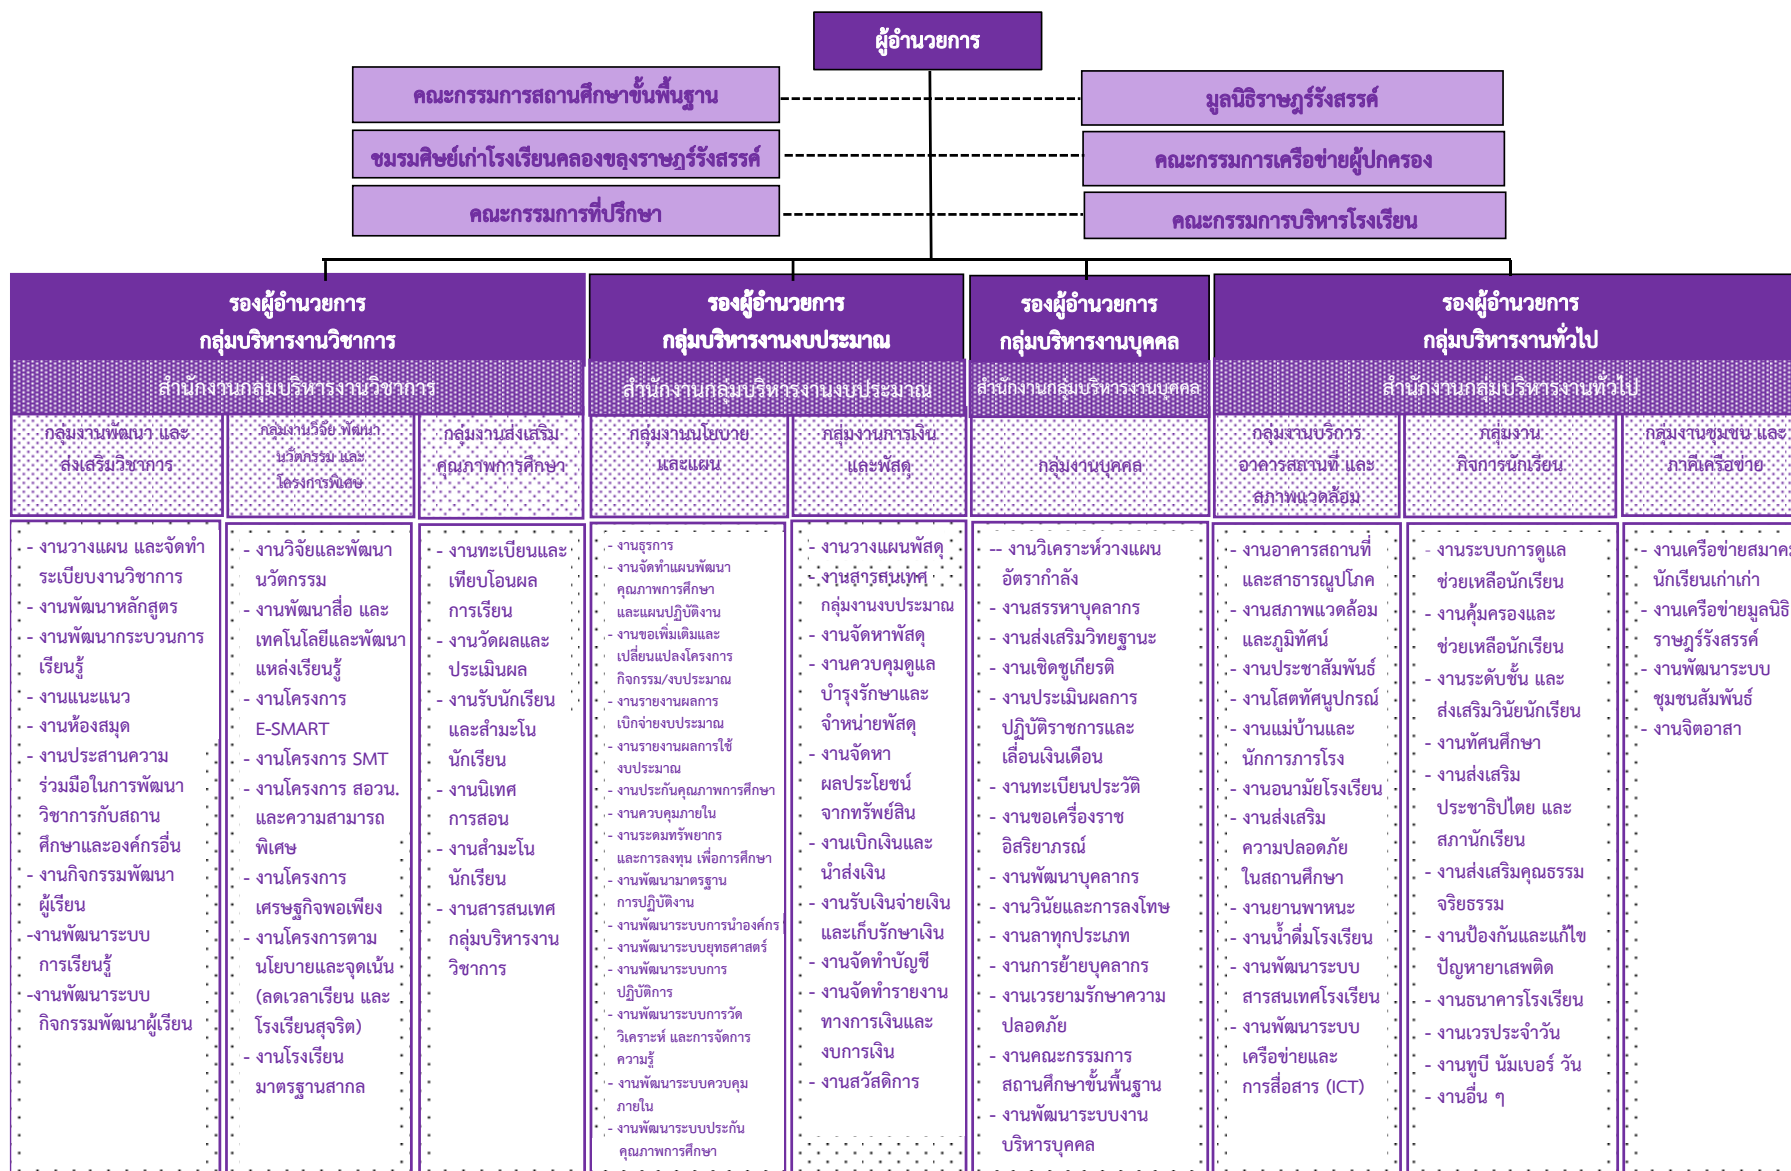 ผู้อำนวยการ
คณะกรรมการสถานศึกษาขั้นพื้นฐาน
มูลนิธิราษฎร์รังสรรค์
ชมรมศิษย์เก่าโรงเรียนคลองขลุงราษฎร์รังสรรค์
คณะกรรมการเครือข่ายผู้ปกครอง
คณะกรรมการที่ปรึกษา
คณะกรรมการบริหารโรงเรียน
รองผู้อำนวยการ
กลุ่มบริหารงานวิชาการ
สำนักงานกลุ่มบริหารงานวิชาการ
กลุ่มงานพัฒนา และ
ส่งเสริมวิชาการ
- งานวางแผน และจัดทำ
ระเบียบงานวิชาการ
- งานพัฒนาหลักสูตร
- งานพัฒนากระบวนการ
เรียนรู้
- งานแนะแนว
- งานห้องสมุด
- งานประสานความ
ร่วมมือในการพัฒนา
วิชาการกับสถาน
ศึกษาและองค์กรอื่น
- งานกิจกรรมพัฒนา
ผู้เรียน
-งานพัฒนาระบบ
การเรียนรู้
-งานพัฒนาระบบ
กิจกรรมพัฒนาผู้เรียน
กลุ่มงานวิจัย พัฒนา
นวัตกรรม และ
โครงการพิเศษ
- งานวิจัยและพัฒนา
นวัตกรรม
- งานพัฒนาสื่อ และ
เทคโนโลยีและพัฒนา
แหล่งเรียนรู้
- งานโครงการ
E-SMART
- งานโครงการ SMT
- งานโครงการ สอวน.
และความสามารถ
พิเศษ
- งานโครงการ
เศรษฐกิจพอเพียง
- งานโครงการตาม
นโยบายและจุดเน้น
(ลดเวลาเรียน และ
โรงเรียนสุจริต)
- งานโรงเรียน
มาตรฐานสากล
กลุ่มงานส่งเสริม
คุณภาพการศึกษา
- งานทะเบียนและ
เทียบโอนผล
การเรียน
- งานวัดผลและ
ประเมินผล
- งานรับนักเรียน
และสำมะโน
นักเรียน
- งานนิเทศ
การสอน
- งานสำมะโน
นักเรียน
- งานสารสนเทศ
กลุ่มบริหารงาน
วิชาการ
รองผู้อำนวยการ
กลุ่มบริหารงานงบประมาณ
สำนักงานกลุ่มบริหารงานงบประมาณ
กลุ่มงานนโยบาย
และแผน
- งานธุรการ
- งานจัดทำแผนพัฒนา
คุณภาพการศึกษา
และแผนปฏิบัติงาน
- งานขอเพิ่มเติมและ
เปลี่ยนแปลงโครงการ
กิจกรรม/งบประมาณ
- งานรายงานผลการ
เบิกจ่ายงบประมาณ
- งานรายงานผลการใช้
งบประมาณ
- งานประกันคุณภาพการศึกษา
- งานควบคุมภายใน
- งานระดมทรัพยากร
และการลงทุน เพื่อการศึกษา
- งานพัฒนามาตรฐาน
การปฏิบัติงาน
- งานพัฒนาระบบการนำองค์กร
- งานพัฒนาระบบยุทธศาสตร์
- งานพัฒนาระบบการ
ปฏิบัติการ
- งานพัฒนาระบบการวัด
วิเคราะห์ และการจัดการ
ความรู้
- งานพัฒนาระบบควบคุม
ภายใน
- งานพัฒนาระบบประกัน
คุณภาพการศึกษา
กลุ่มงานการเงิน
และพัสดุ
- งานวางแผนพัสดุ
- งานสารสนเทศ
กลุ่มงานงบประมาณ
- งานจัดหาพัสดุ
- งานควบคุมดูแล
บำรุงรักษาและ
จำหน่ายพัสดุ
- งานจัดหา
ผลประโยชน์
จากทรัพย์สิน
- งานเบิกเงินและ
นำส่งเงิน
- งานรับเงินจ่ายเงิน
และเก็บรักษาเงิน
- งานจัดทำบัญชี
- งานจัดทำรายงาน
ทางการเงินและ
งบการเงิน
- งานสวัสดิการ
รองผู้อำนวยการ
กลุ่มบริหารงานบุคคล
สำนักงานกลุ่มบริหารงานบุคคล
กลุ่มงานบุคคล
-- งานวิเคราะห์วางแผน
อัตรากำลัง
- งานสรรหาบุคลากร
- งานส่งเสริมวิทยฐานะ
- งานเชิดชูเกียรติ
- งานประเมินผลการ
ปฏิบัติราชการและ
เลื่อนเงินเดือน
- งานทะเบียนประวัติ
- งานขอเครื่องราช
อิสริยาภรณ์
- งานพัฒนาบุคลากร
- งานวินัยและการลงโทษ
- งานลาทุกประเภท
- งานการย้ายบุคลากร
- งานเวรยามรักษาความ
ปลอดภัย
- งานคณะกรรมการ
สถานศึกษาขั้นพื้นฐาน
- งานพัฒนาระบบงาน
บริหารบุคคล
รองผู้อำนวยการ
กลุ่มบริหารงานทั่วไป
สำนักงานกลุ่มบริหารงานทั่วไป
กลุ่มงานบริการ
อาคารสถานที่ และ
สภาพแวดล้อม
- งานอาคารสถานที่
และสาธารณูปโภค
- งานสภาพแวดล้อม
และภูมิทัศน์
- งานประชาสัมพันธ์
- งานโสตทัศนูปกรณ์
- งานแม่บ้านและ
นักการภารโรง
- งานอนามัยโรงเรียน
- งานส่งเสริม
ความปลอดภัย
ในสถานศึกษา
- งานยานพาหนะ
- งานน้ำดื่มโรงเรียน
- งานพัฒนาระบบ
สารสนเทศโรงเรียน
- งานพัฒนาระบบ
เครือข่ายและ
การสื่อสาร (ICT)
กลุ่มงาน
กิจการนักเรียน
- งานระบบการดูแล
ช่วยเหลือนักเรียน
- งานคุ้มครองและ
ช่วยเหลือนักเรียน
- งานระดับชั้น และ
ส่งเสริมวินัยนักเรียน
- งานทัศนศึกษา
- งานส่งเสริม
ประชาธิปไตย และ
สภานักเรียน
- งานส่งเสริมคุณธรรม
จริยธรรม
- งานป้องกันและแก้ไข
ปัญหายาเสพติด
- งานธนาคารโรงเรียน
- งานเวรประจำวัน
- งานทูบี นัมเบอร์ วัน
- งานอื่น ๆ
กลุ่มงานชุมชน และ
ภาคีเครือข่าย
- งานเครือข่ายสมาคม
นักเรียนเก่าเก่า
- งานเครือข่ายมูลนิธิ
ราษฎร์รังสรรค์
- งานพัฒนาระบบ
ชุมชนสัมพันธ์
- งานจิตอาสา